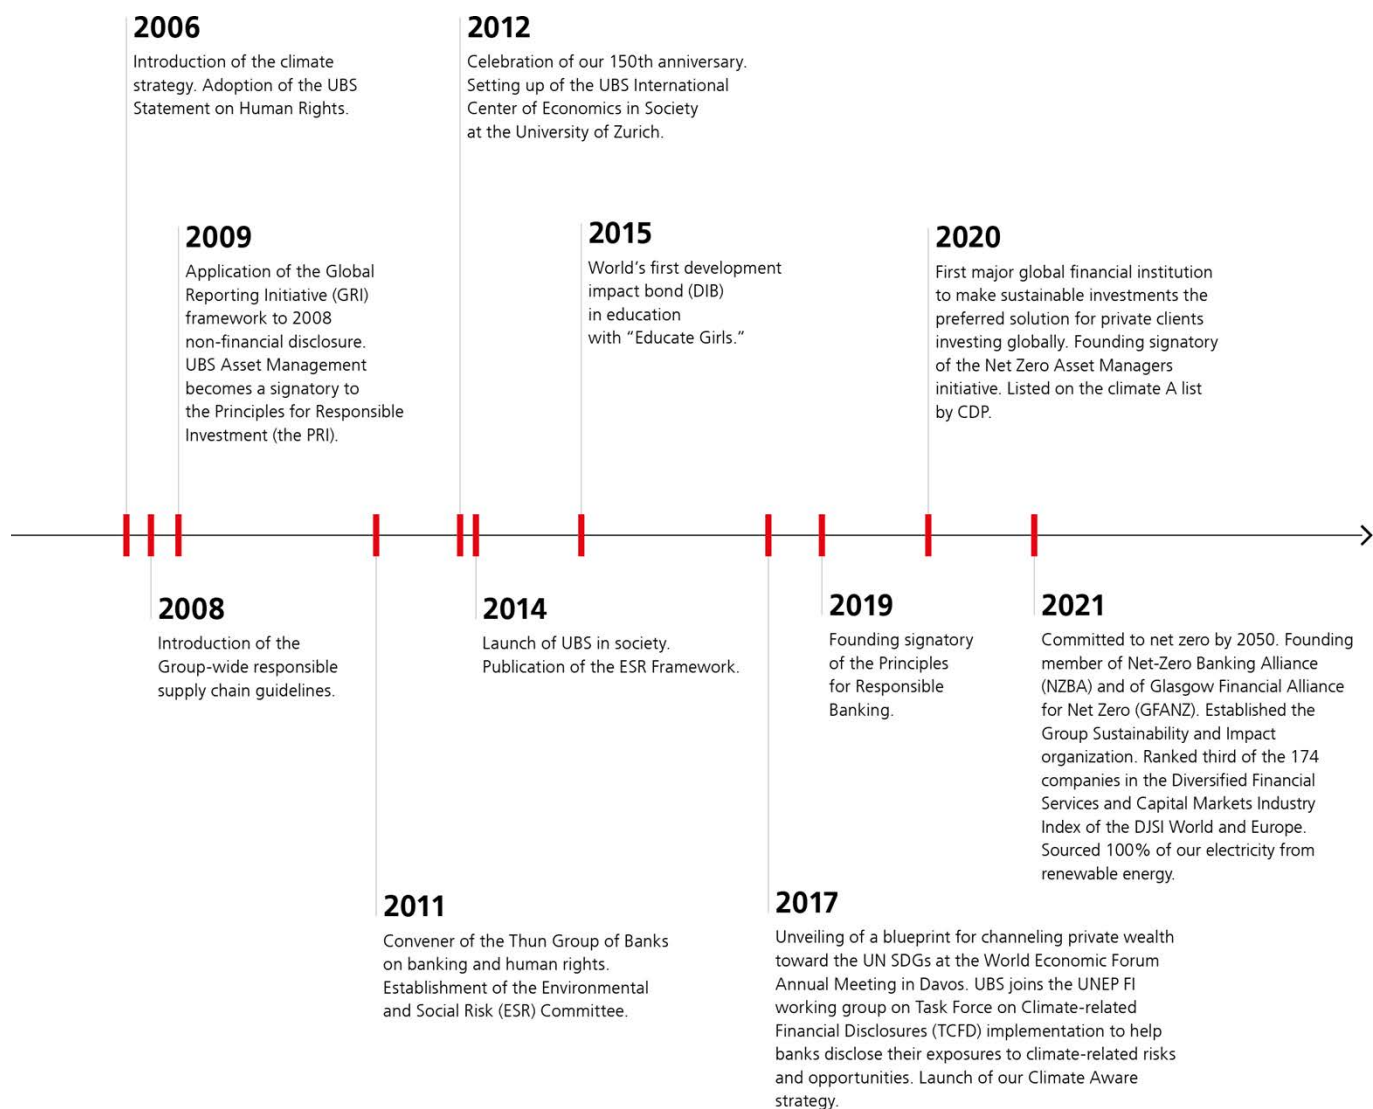 2006
Introduction of the climate
strategy. Adoption of the UBS
Statement on Human Rights.
2008
Introduction of the
Group-wide responsible
supply chain guidelines.
2009
Application of the Global
Reporting Initiative (GRI)
framework to 2008
non-financial disclosure.
UBS Asset Management
becomes a signatory to
the Principles for Responsible
Investment (the PRI).
2011
Convener of the Thun Group of Banks
on banking and human rights.
Establishment of the Environmental
and Social Risk (ESR) Committee.
2012
Celebration of our 150th anniversary.
Setting up of the UBS International
Center of Economics in Society
at the University of Zurich.
2014
Launch of UBS in society.
Publication of the ESR Framework.
2015
World’s first development
impact bond (DIB)
in education
with “Educate Girls.”
2017
Unveiling of a blueprint for channeling private wealth
toward the UN SDGs at the World Economic Forum
Annual Meeting in Davos. UBS joins the UNEP FI
working group on Task Force on Climate-related
Financial Disclosures (TCFD) implementation to help
banks disclose their exposures to climate-related risks
and opportunities. Launch of our Climate Aware
strategy.
2019
Founding signatory
of the Principles
for Responsible
Banking.
2020
First major global financial institution
to make sustainable investments the
preferred solution for private clients
investing globally. Founding signatory
of the Net Zero Asset Managers
initiative. Listed on the climate A list
by CDP.
2021
Committed to net zero by 2050. Founding
member of Net-Zero Banking Alliance
(NZBA) and of Glasgow Financial Alliance
for Net Zero (GFANZ). Established the
Group Sustainability and Impact
organization. Ranked third of the 174
companies in the Diversified Financial
Services and Capital Markets Industry
Index of the DJSI World and Europe.
Sourced 100% of our electricity from
renewable energy.